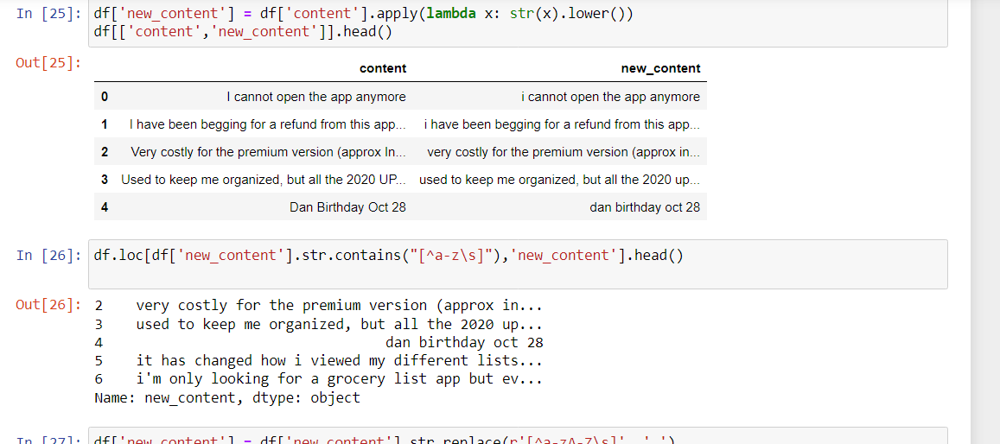 In [25]: df['new_content'] = df['content'].apply(lambda x: str(x).lower())
df[['content','new_content']].head()
Out[25]:
content new_content
0 I cannot open the app anymore i cannot open the app anymore
1 I have been begging for a refund from this app... i have been begging for a refund from this app...
2 Very costly for the premium version (approx In... very costly for the premium version (approx in...
3 Used to keep me organized, but all the 2020 UP... used to keep me organized, but all the 2020 up...
4 Dan Birthday Oct 28 dan birthday oct 28
In [26]: df.loc[df['new_content'].str.contains("[^a-z\s]"),'new_content'].head()
Out[26]: 2 very costly for the premium version (approx in...
3 used to keep me organized, but all the 2020 up...
4 dan birthday oct 28
5 it has changed how i viewed my different lists...
6 i'm only looking for a grocery list app but ev...
Name: new_content, dtype: object
In [27]: df['new_content'] = df['new_content'].str.replace(r'[^a-zA-Z\s]', ' ')